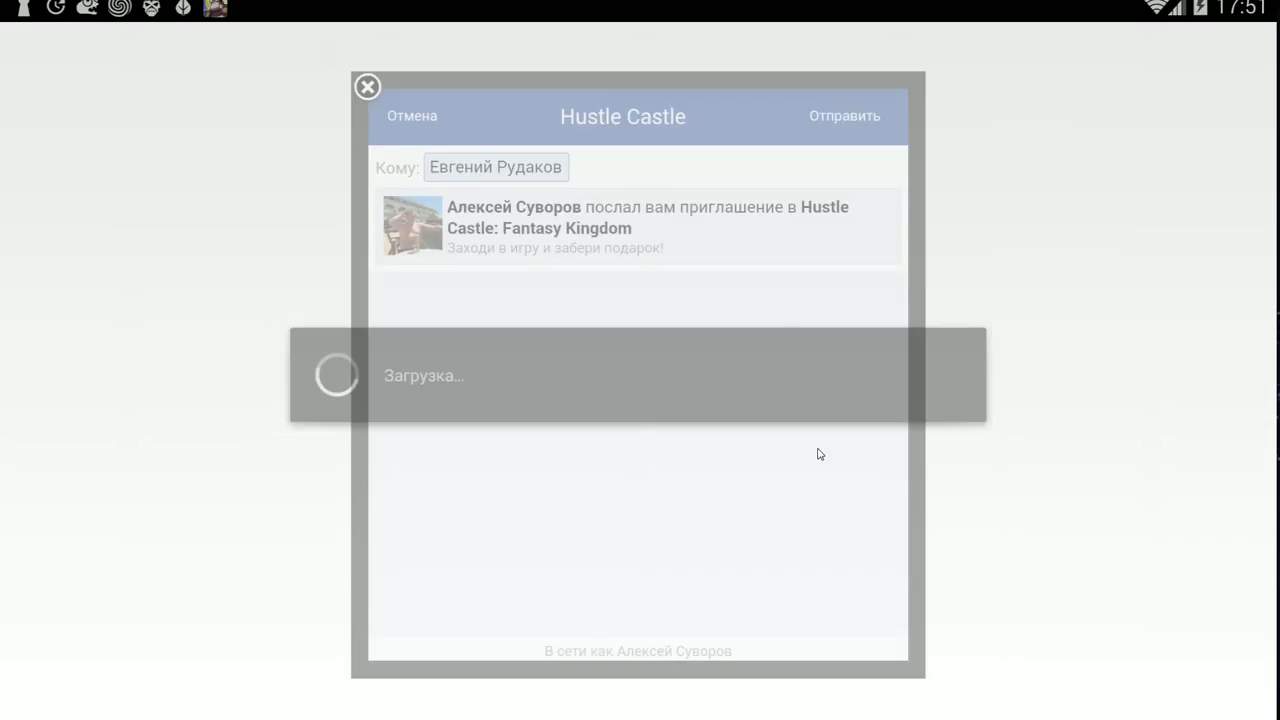 17:51
Отмена
Hustle Castle
Отправить
Кому: Евгений Рудаков
Алексей Суворов послал вам приглашение в Hustle
Castle: Fantasy Kingdom
Заходи в игру и забери подарок!
Загрузка...
В сети как Алексей Суворов